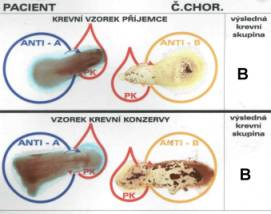 PACIENT Č.CHOR.
KREVNÍ VZOREK PŘÍJEMCE
výsledná
krevní
skupina
ANTI - A
ANTI - B
PK
PK
B
VZOREK KREVNÍ KONZERVY
výsledná
krevní
skupina
ANTI - A
ANTI - B
PK
PK
B